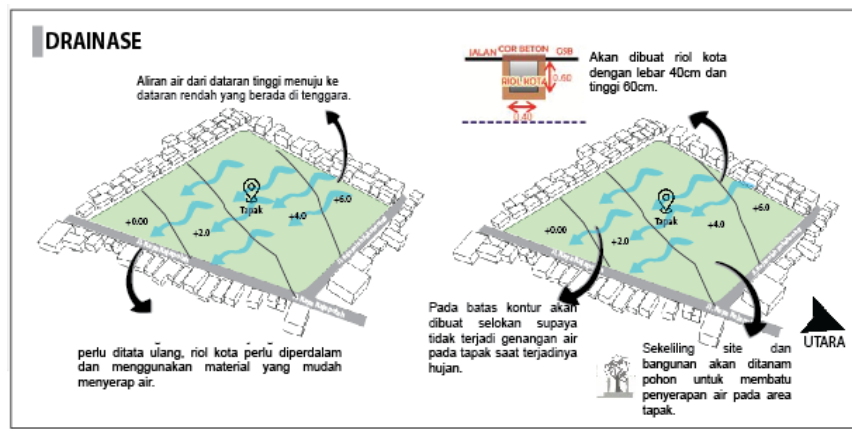 DRAINASE
Aliran air dari dataran tinggi menuju ke
dataran rendah yang berada di tenggara.
+6.0
+4.0
Tapak
+0.00
+2.0
perlu ditata ulang, riol kota perlu diperdalam
dan menggunakan material yang mudah
menyerap air.
JALAN COR BETON GSB
RIOL KOTA
0.60
0.40
Akan dibuat riol kota
dengan lebar 40cm dan
tinggi 60cm.
+6.0
+4.0
Tapak
+0.00
+2.0
Pada batas kontur akan
dibuat selokan supaya
tidak terjadi genangan air
pada tapak saat terjadinya
hujan.
UTARA
Sekeliling site dan
bangunan akan ditanam
pohon untuk membatu
penyerapan air pada area
tapak.